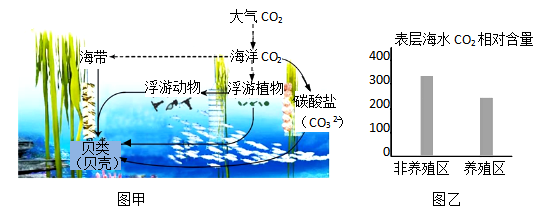 大气 CO2
海带
海洋 CO2
浮游动物
浮游植物
碳酸盐
（CO3 2-）
贝类
（贝壳）
图甲
表层海水 CO2 相对含量
400
300
200
100
0
非养殖区
养殖区
图乙